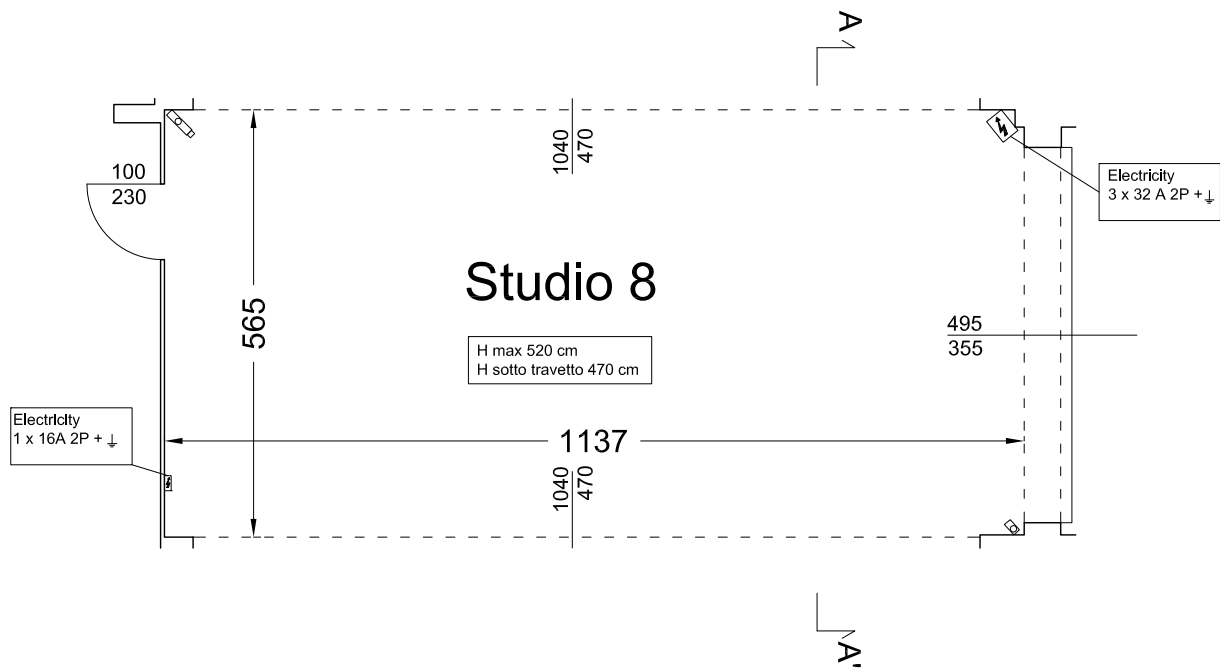 A
1040
470
100
230
Electricity
3 x 32 A 2P +⏚
Studio 8
565
495
355
H max 520 cm
H sotto travetto 470 cm
Electricity
1 x 16A 2P + ⏚
1137
1040
470
A'